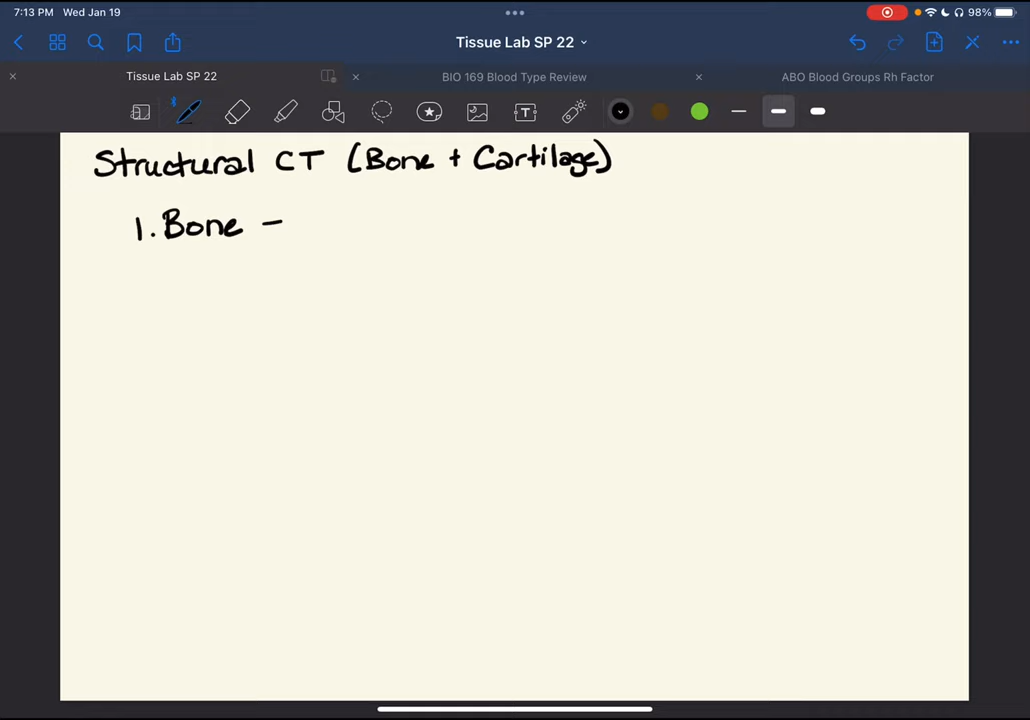 7:13 PM Wed Jan 19
98%
Tissue Lab SP 22
Tissue Lab SP 22
BIO 169 Blood Type Review
ABO Blood Groups Rh Factor
T
Structural CT (Bone + Cartilage)
1. Bone –